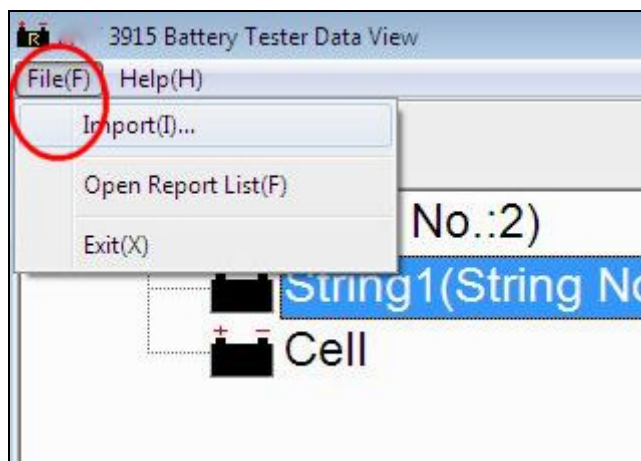 3915 Battery Tester Data View
File(F) Help(H)
Import(I)...
Open Report List(F)
Exit(X)
No.:2)
String1(String No
Cell